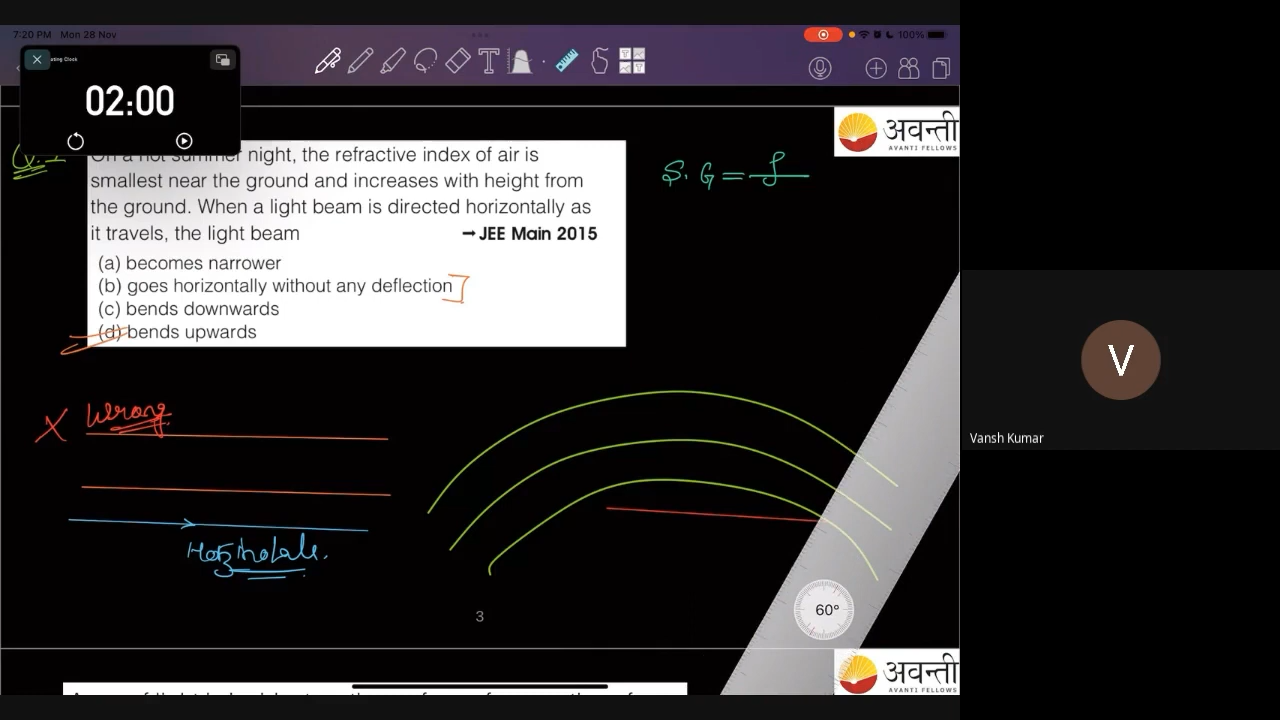 7:20 PM Mon 28 Nov
100%
ating Clock
02:00
T
अवन्ती
AVANTI FELLOWS
On a hot summer night, the refractive index of air is
smallest near the ground and increases with height from
the ground. When a light beam is directed horizontally as
it travels, the light beam → JEE Main 2015
(a) becomes narrower
(b) goes horizontally without any deflection
(c) bends downwards
(d) bends upwards
S. G =
X Wrong.
60°
3
V
Vansh Kumar
अवन्ती
AVANTI FELLOWS